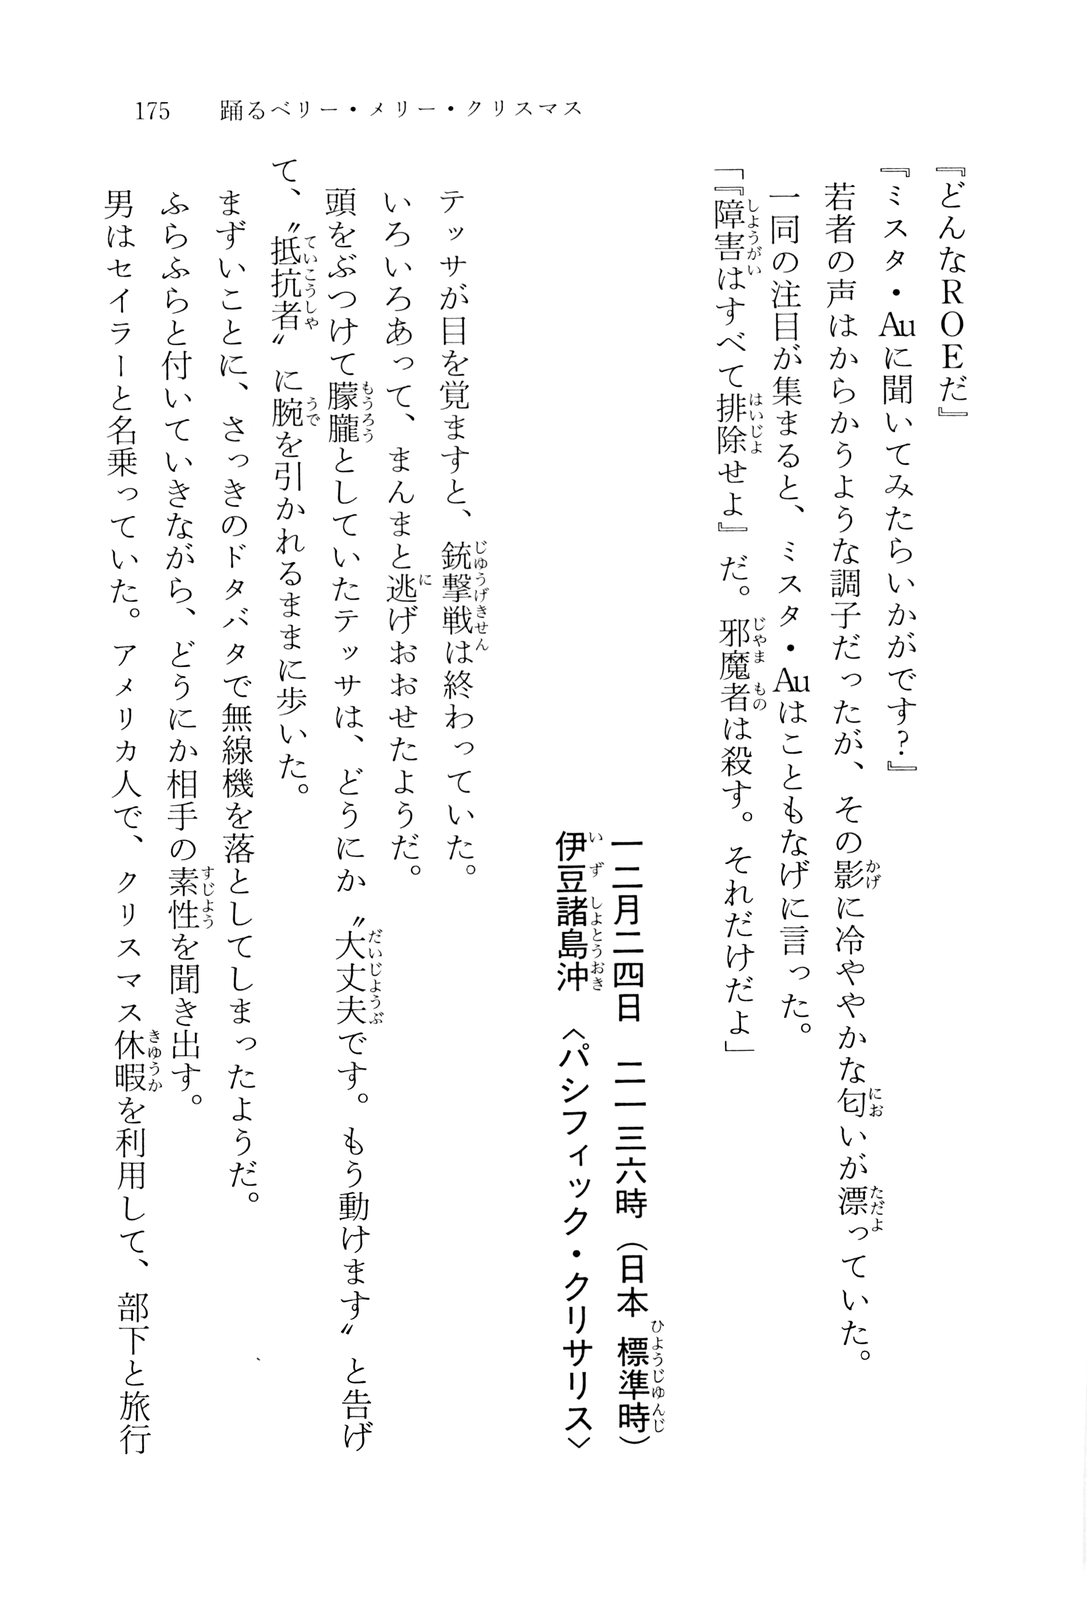 175　踊るベリー・メリー・クリスマス
『どんなROEだ』
『ミスタ・Auに聞いてみたらいかがです？』
若者の声はからかうような調子だったが、その影に冷ややかな匂いが漂っていた。
一同の注目が集まると、ミスタ・Auはこともなげに言った。
「『障害はすべて排除せよ』だ。邪魔者は殺す。それだけだよ」
一二月二四日　二一三六時（日本標準時）
伊豆諸島沖　〈パシフィック・クリサリス〉
テッサが目を覚ますと、銃撃戦は終わっていた。
いろいろあって、まんまと逃げおおせたようだ。
頭をぶつけて朦朧としていたテッサは、どうにか〝大丈夫です。もう動けます〟と告げ
て、〝抵抗者〟に腕を引かれるままに歩いた。
まずいことに、さっきのドタバタで無線機を落としてしまったようだ。
ふらふらと付いていきながら、どうにか相手の素性を聞き出す。
男はセイラーと名乗っていた。アメリカ人で、クリスマス休暇を利用して、部下と旅行